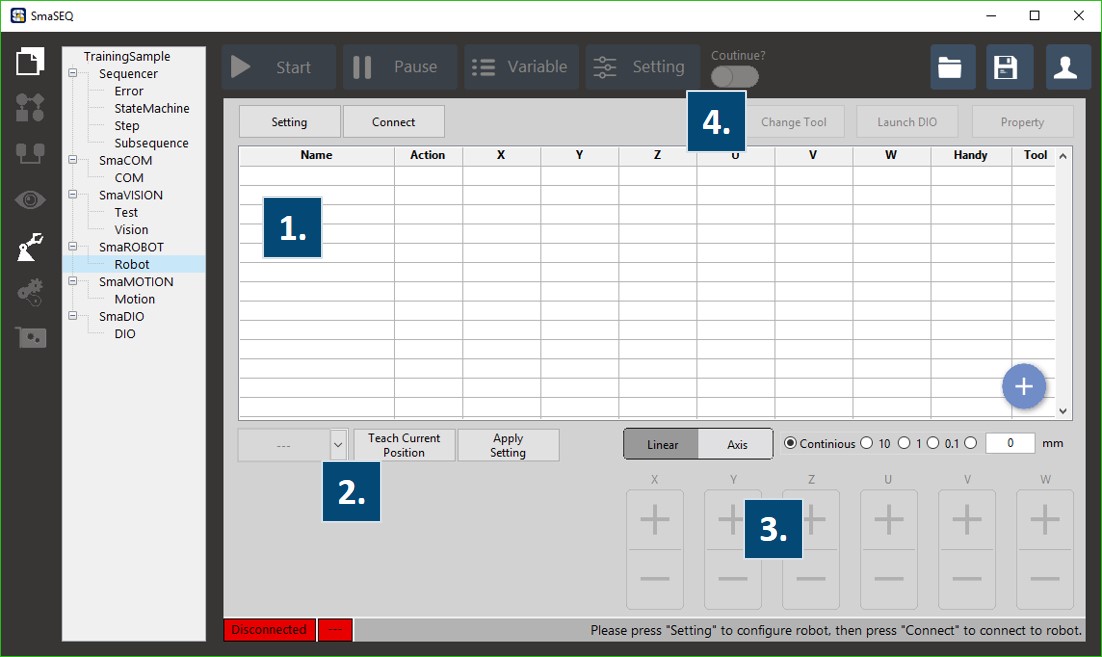 SmaSEQ
TrainingSample
Sequencer
Error
StateMachine
Step
Subsequence
SmaCOM
COM
SmaVISION
Test
Vision
SmaROBOT
Robot
SmaMOTION
Motion
SmaDIO
DIO
Start
Pause
Variable
Setting
Coutinue?
Setting
Connect
4.
Change Tool
Launch DIO
Property
Name Action X Y Z U V W Handy Tool
1.
+
---
Teach Current
Position
Apply
Setting
Linear
Axis
Continious 10 1 0.1 0 mm
2.
X Y Z U V W
3.
Disconnected
---
Please press "Setting" to configure robot, then press "Connect" to connect to robot.